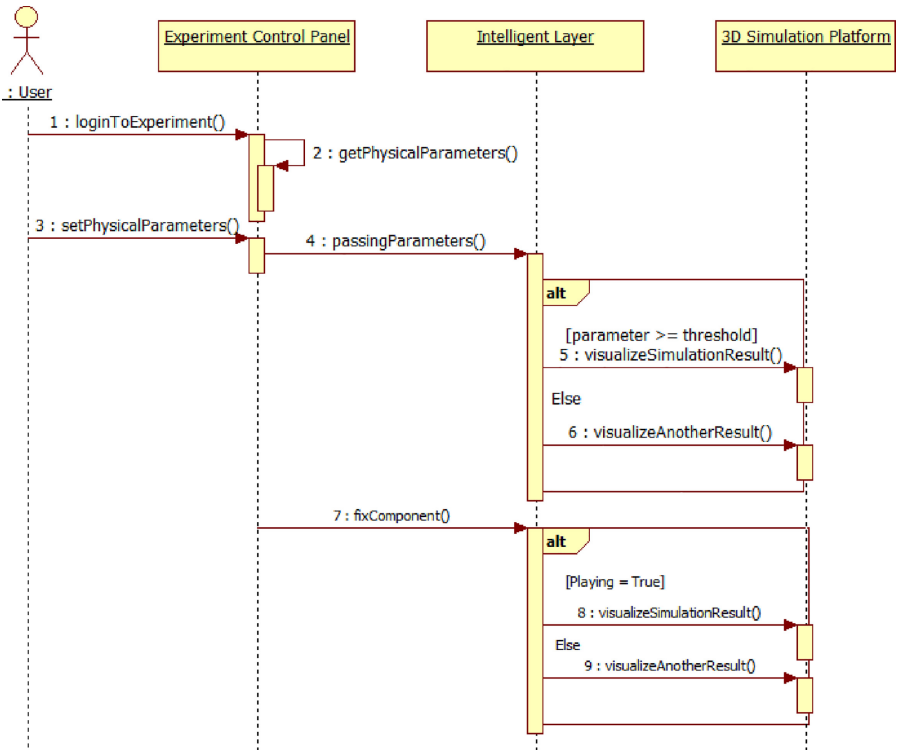 Experiment Control Panel
Intelligent Layer
3D Simulation Platform
: User
1 : loginToExperiment()
2 : getPhysicalParameters()
3 : setPhysicalParameters()
4 : passingParameters()
alt
[parameter >= threshold]
5 : visualizeSimulationResult()
Else
6 : visualizeAnotherResult()
7 : fixComponent()
alt
[Playing = True]
8 : visualizeSimulationResult()
Else
9 : visualizeAnotherResult()